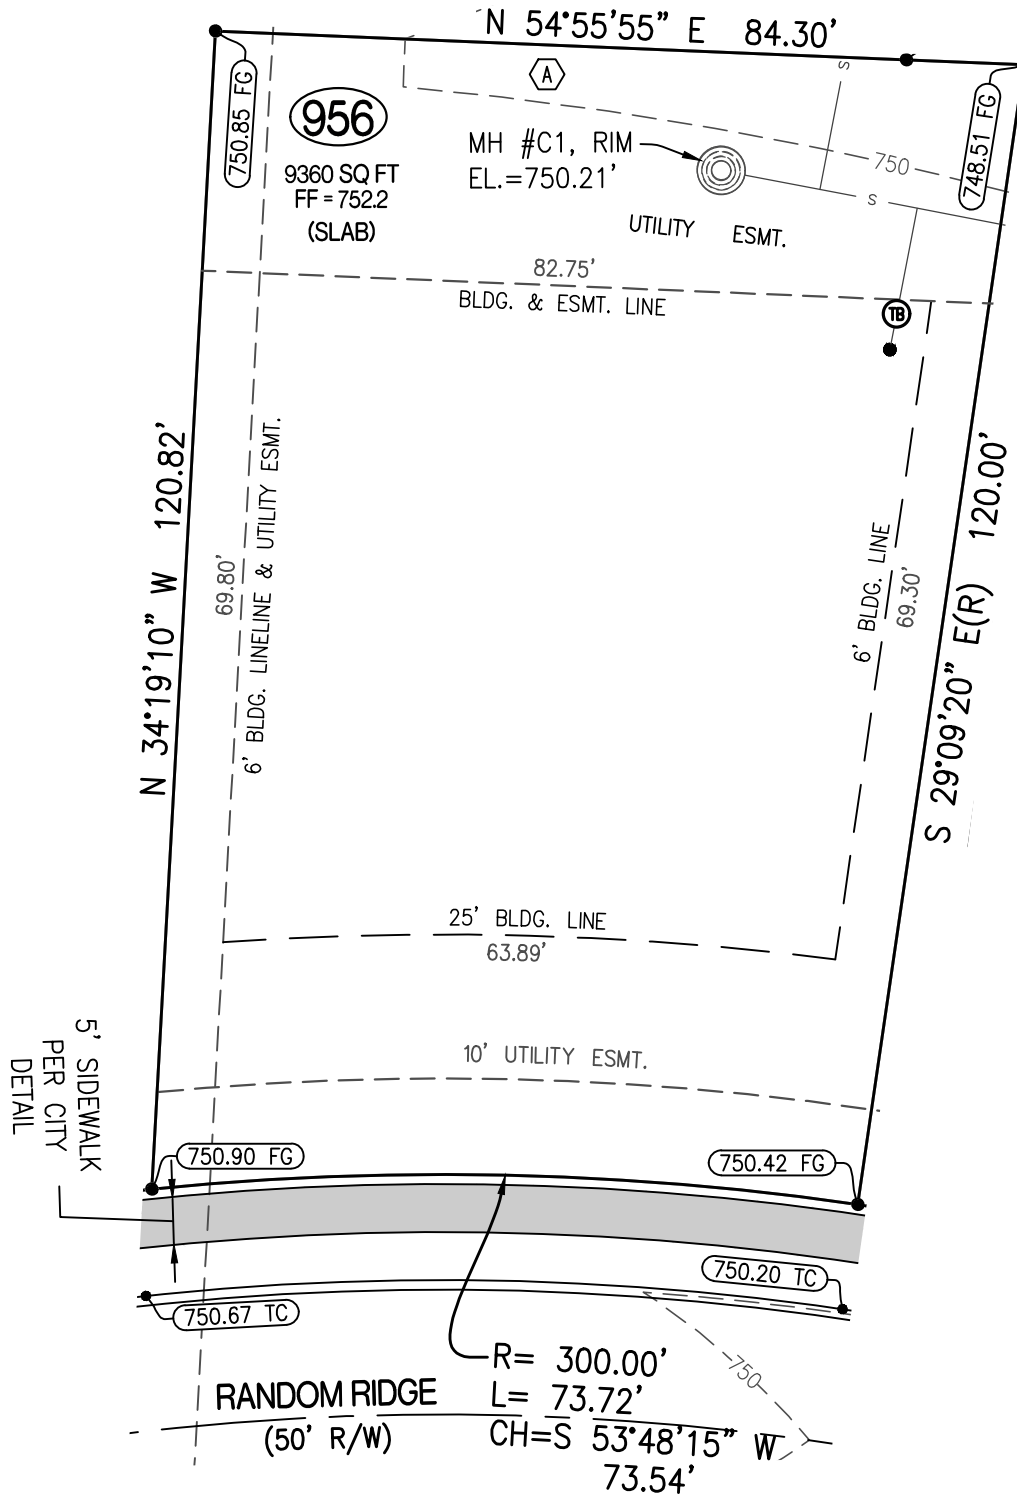 N 54°55'55" E 84.30'
A
S
750.85 FG
956
9360 SQ FT
FF = 752.2
(SLAB)
MH #C1, RIM
EL.=750.21'
750
748.51 FG
S
UTILITY ESMT.
82.75'
BLDG. & ESMT. LINE
TB
N 34°19'10" W 120.82'
69.80'
6' BLDG. LINELINE & UTILITY ESMT.
6' BLDG. LINE
69.30'
S 29°09'20" E(R) 120.00'
25' BLDG. LINE
63.89'
10' UTILITY ESMT.
5' SIDEWALK
PER CITY
DETAIL
750.90 FG
750.42 FG
750.67 TC
750.20 TC
750
R= 300.00'
L= 73.72'
CH=S 53°48'15" W
73.54'
RANDOM RIDGE
(50' R/W)